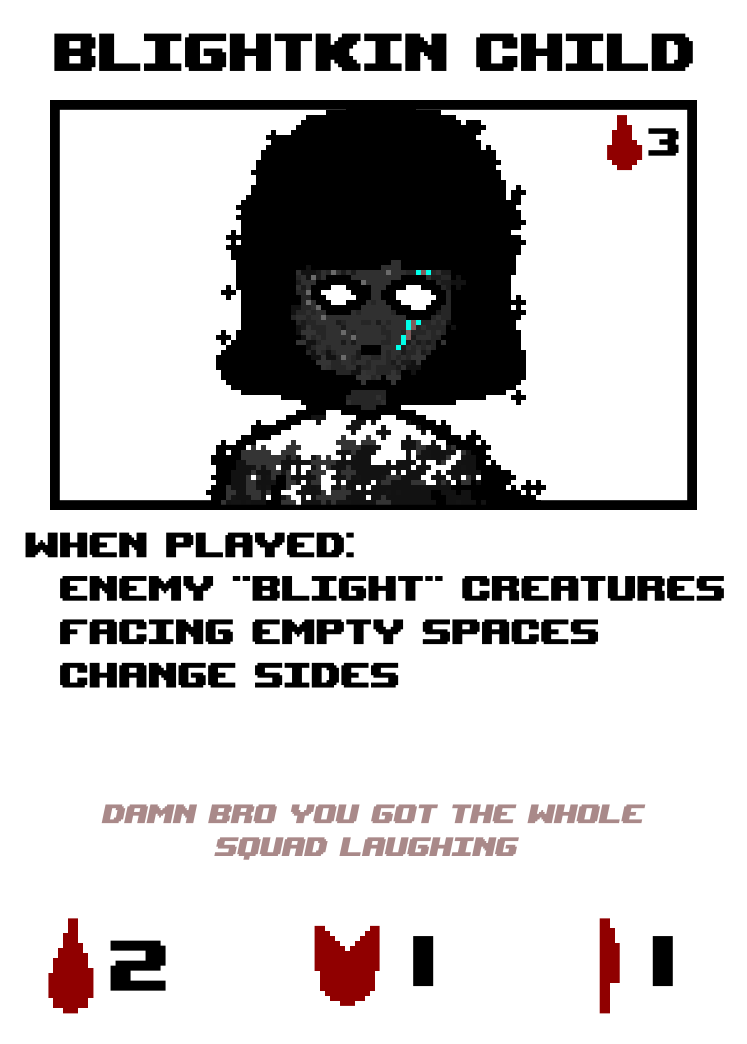 BLIGHTKIN CHILD
3
WHEN PLAYED:
ENEMY "BLIGHT" CREATURES
FACING EMPTY SPACES
CHANGE SIDES
DAMN BRO YOU GOT THE WHOLE
SQUAD LAUGHING
2 1 1